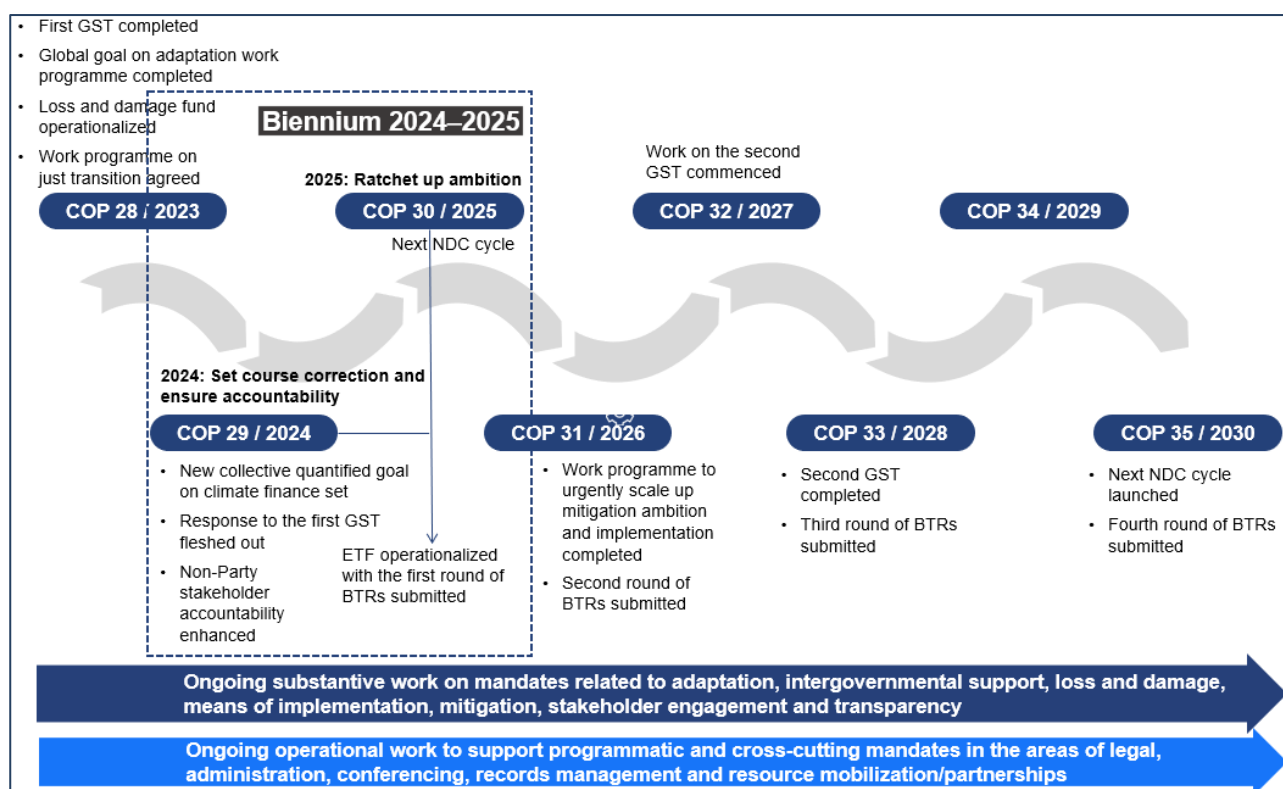 • First GST completed
• Global goal on adaptation work
programme completed
• Loss and damage fund
operationalized
• Work programme on
just transition agreed
Biennium 2024–2025
2025: Ratchet up ambition
Work on the second
GST commenced
COP 28 / 2023
COP 30 / 2025
COP 32 / 2027
COP 34 / 2029
Next NDC cycle
2024: Set course correction and
ensure accountability
COP 29 / 2024
COP 31 / 2026
COP 33 / 2028
COP 35 / 2030
• New collective quantified goal
on climate finance set
• Response to the first GST
fleshed out
• Non-Party
stakeholder
accountability
enhanced
ETF operationalized
with the first round of
BTRs submitted
• Work programme to
urgently scale up
mitigation ambition
and implementation
completed
• Second round of
BTRs submitted
• Second GST
completed
• Third round of BTRs
submitted
• Next NDC cycle
launched
• Fourth round of BTRs
submitted
Ongoing substantive work on mandates related to adaptation, intergovernmental support, loss and damage,
means of implementation, mitigation, stakeholder engagement and transparency
Ongoing operational work to support programmatic and cross-cutting mandates in the areas of legal,
administration, conferencing, records management and resource mobilization/partnerships